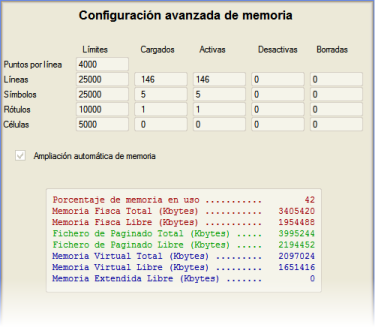 Configuración avanzada de memoria
Límites Cargados Activas Desactivas Borradas
Puntos por línea 4000
Líneas 25000 146 146 0 0
Símbolos 25000 5 5 0 0
Rótulos 10000 1 1 0 0
Células 5000 0 0 0 0
Ampliación automática de memoria
Porcentaje de memoria en uso ........... 42
Memoria Fisca Total (Kbytes) ........... 3405420
Memoria Fisca Libre (Kbytes) ........... 1954488
Fichero de Paginado Total (Kbytes) ..... 3995244
Fichero de Paginado Libre (Kbytes) ..... 2194452
Memoria Virtual Total (Kbytes) ......... 2097024
Memoria Virtual Libre (Kbytes) ......... 1651416
Memoria Extendida Libre (Kbytes) ....... 0